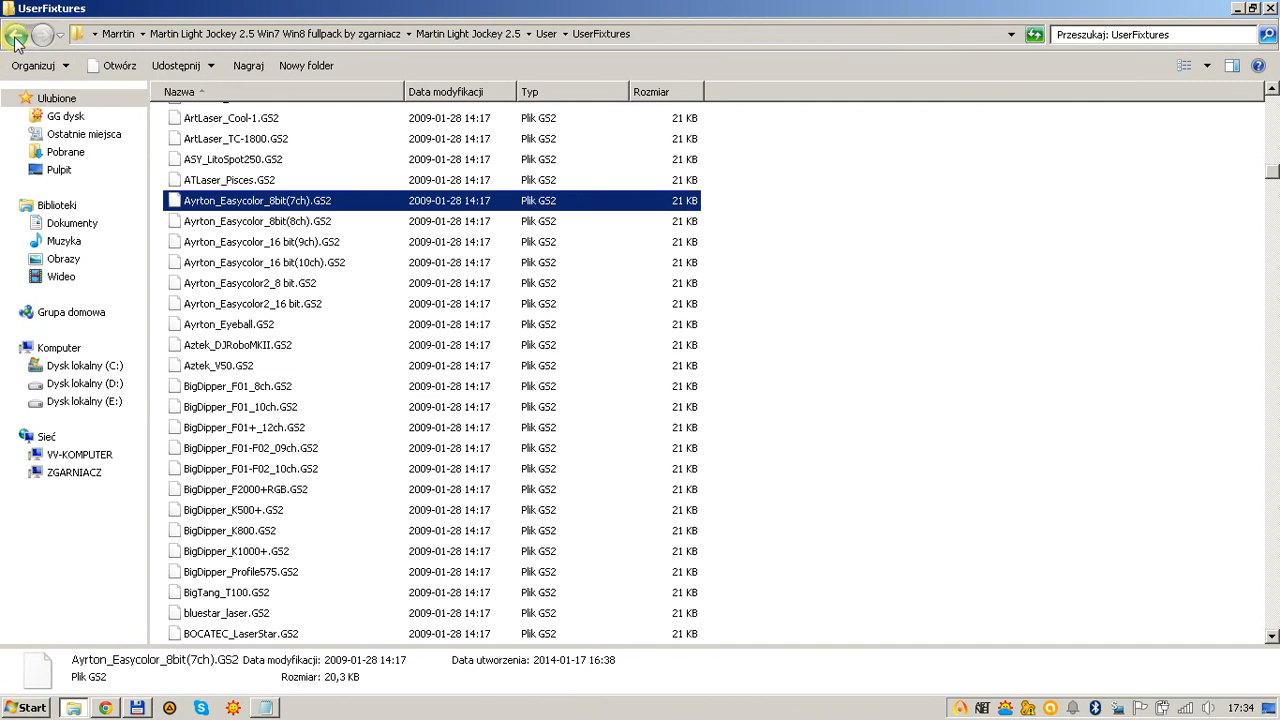 UserFixtures
Marrtin Martin Light Jockey 2.5 Win7 Win8 fullpack by zgarniacz Martin Light Jockey 2.5 User UserFixtures Przeszukaj: UserFixtures
Organizuj Otwórz Udostępnij Nagraj Nowy folder
Nazwa Data modyfikacji Typ Rozmiar
Ulubione
GG dysk
Ostatnie miejsca
Pobrane
Pulpit
Biblioteki
Dokumenty
Muzyka
Obrazy
Wideo
Grupa domowa
Komputer
Dysk lokalny (C:)
Dysk lokalny (D:)
Dysk lokalny (E:)
Sieć
VV-KOMPUTER
ZGARNIACZ
ArtLaser_Cool-1.GS2 2009-01-28 14:17 Plik GS2 21 KB
ArtLaser_TC-1800.GS2 2009-01-28 14:17 Plik GS2 21 KB
ASY_LitoSpot250.GS2 2009-01-28 14:17 Plik GS2 21 KB
ATLaser_Pisces.GS2 2009-01-28 14:17 Plik GS2 21 KB
Ayrton_Easycolor_8bit(7ch).GS2 2009-01-28 14:17 Plik GS2 21 KB
Ayrton_Easycolor_8bit(8ch).GS2 2009-01-28 14:17 Plik GS2 21 KB
Ayrton_Easycolor_16 bit(9ch).GS2 2009-01-28 14:17 Plik GS2 21 KB
Ayrton_Easycolor_16 bit(10ch).GS2 2009-01-28 14:17 Plik GS2 21 KB
Ayrton_Easycolor2_8 bit.GS2 2009-01-28 14:17 Plik GS2 21 KB
Ayrton_Easycolor2_16 bit.GS2 2009-01-28 14:17 Plik GS2 21 KB
Ayrton_Eyeball.GS2 2009-01-28 14:17 Plik GS2 21 KB
Aztek_DJRoboMKII.GS2 2009-01-28 14:17 Plik GS2 21 KB
Aztek_V50.GS2 2009-01-28 14:17 Plik GS2 21 KB
BigDipper_F01_8ch.GS2 2009-01-28 14:17 Plik GS2 21 KB
BigDipper_F01_10ch.GS2 2009-01-28 14:17 Plik GS2 21 KB
BigDipper_F01+_12ch.GS2 2009-01-28 14:17 Plik GS2 21 KB
BigDipper_F01-F02_09ch.GS2 2009-01-28 14:17 Plik GS2 21 KB
BigDipper_F01-F02_10ch.GS2 2009-01-28 14:17 Plik GS2 21 KB
BigDipper_F2000+RGB.GS2 2009-01-28 14:17 Plik GS2 21 KB
BigDipper_K500+.GS2 2009-01-28 14:17 Plik GS2 21 KB
BigDipper_K800.GS2 2009-01-28 14:17 Plik GS2 21 KB
BigDipper_K1000+.GS2 2009-01-28 14:17 Plik GS2 21 KB
BigDipper_Profile575.GS2 2009-01-28 14:17 Plik GS2 21 KB
BigTang_T100.GS2 2009-01-28 14:17 Plik GS2 21 KB
bluestar_laser.GS2 2009-01-28 14:17 Plik GS2 21 KB
BOCATEC_LaserStar.GS2 2009-01-28 14:17 Plik GS2 21 KB
Ayrton_Easycolor_8bit(7ch).GS2 Data modyfikacji: 2009-01-28 14:17 Data utworzenia: 2014-01-17 16:38
Plik GS2 Rozmiar: 20,3 KB
Start 17:34